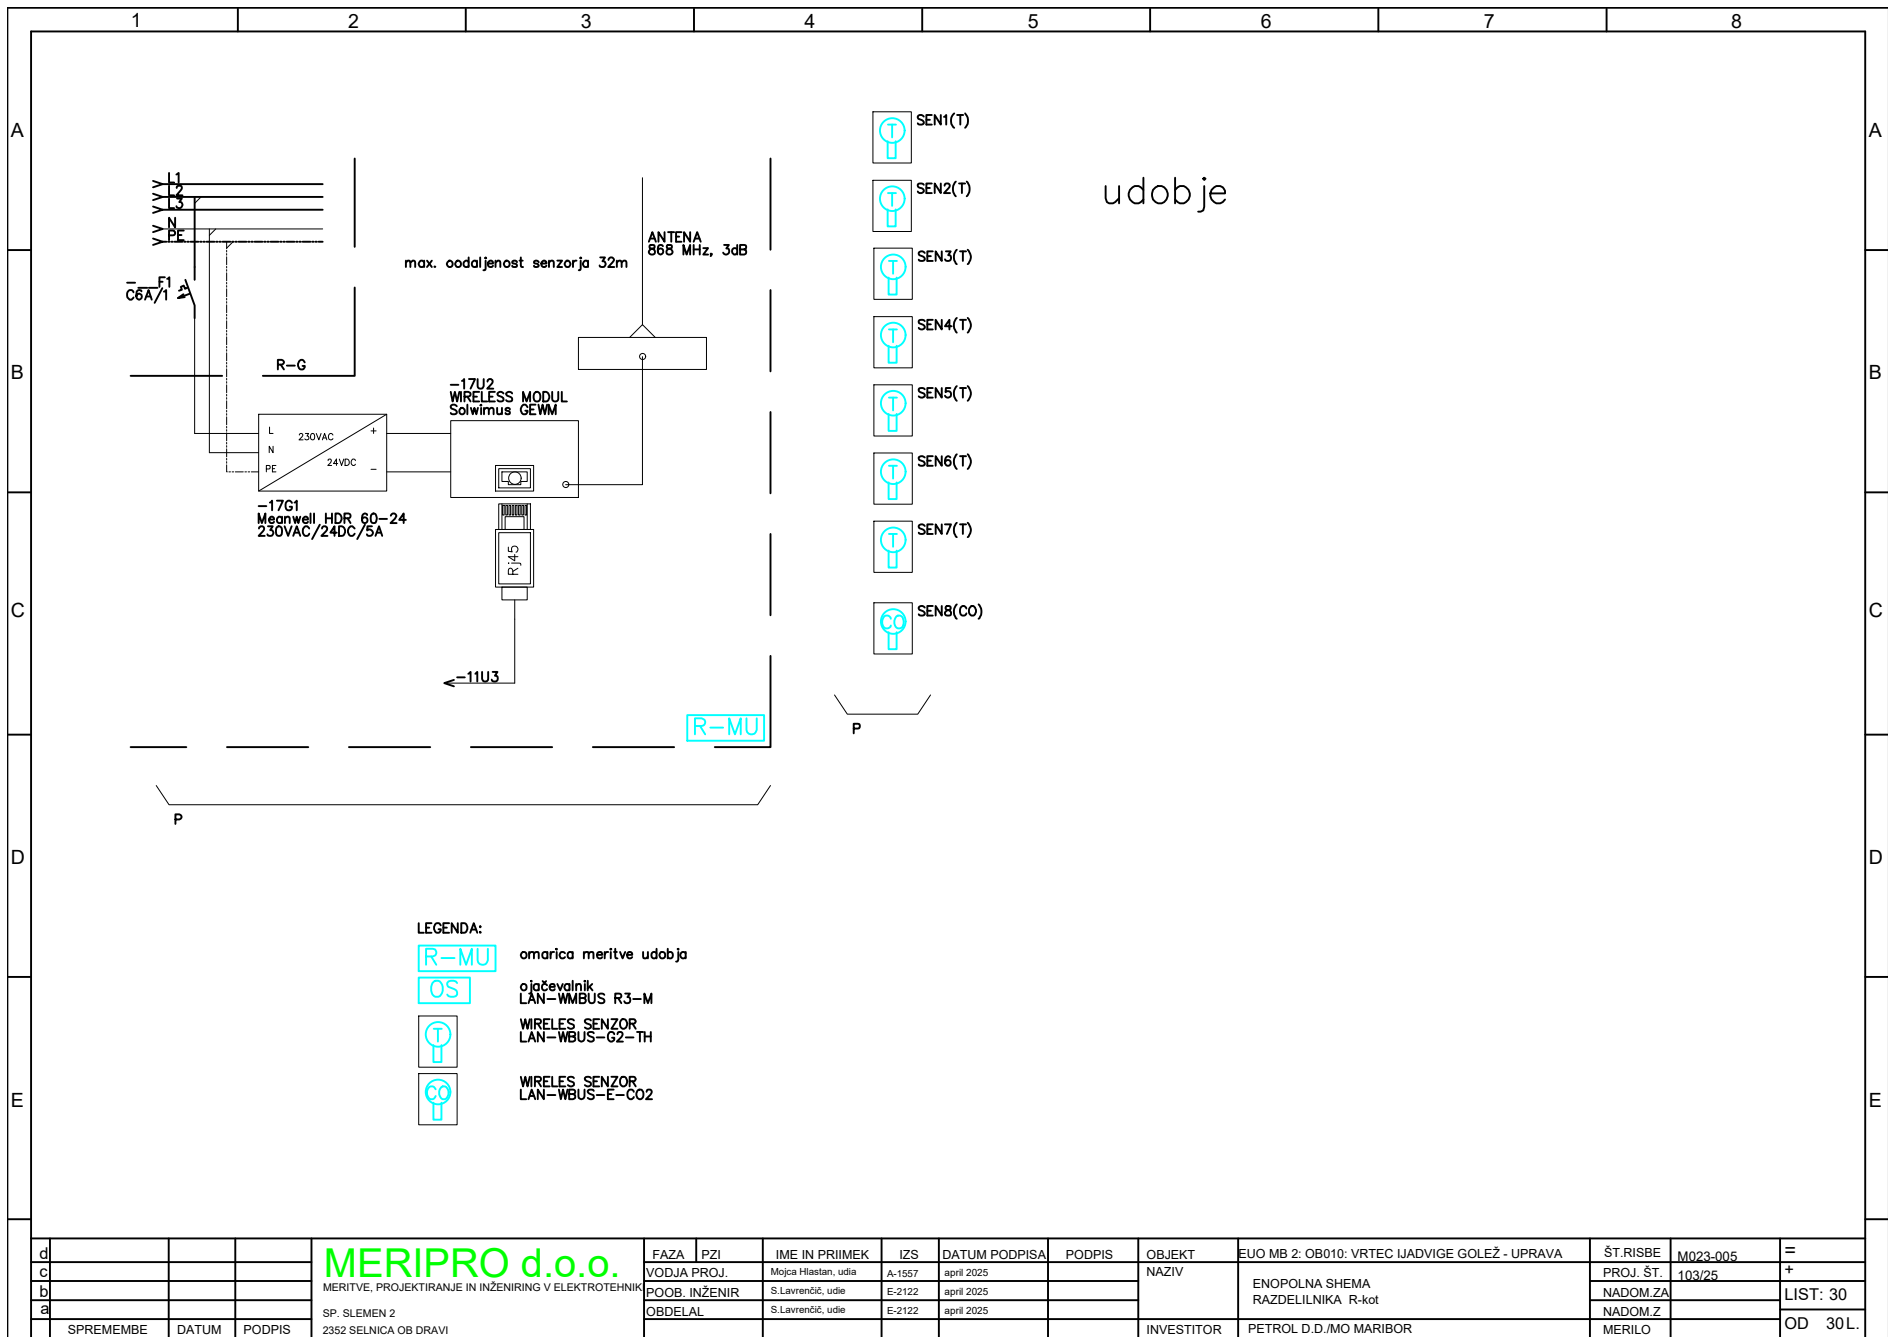 1 2 3 4 5 6 7 8
A A
B B
C C
D D
E E
L1
L2
L3
N
PE
-___F1
C6A/1
R-G
max. oodaljenost senzorja 32m
ANTENA
868 MHz, 3dB
-17U2
WIRELESS MODUL
Solwimus GEWM
L
N
PE
230VAC
24VDC
+
-
-17G1
Meanwell HDR 60-24
230VAC/24DC/5A
Rj45
-11U3
R-MU
P
T SEN1(T)
T SEN2(T)
T SEN3(T)
T SEN4(T)
T SEN5(T)
T SEN6(T)
T SEN7(T)
CO SEN8(CO)
P
udobje
LEGENDA:
R-MU omarica meritve udobja
OS ojačevalnik
LAN-WMBUS R3-M
T WIRELES SENZOR
LAN-WBUS-G2-TH
CO WIRELES SENZOR
LAN-WBUS-E-CO2
d
c
b
a
SPREMEMBE DATUM PODPIS
MERIPRO d.o.o.
MERITVE, PROJEKTIRANJE IN INŽENIRING V ELEKTROTEHNIK
SP. SLEMEN 2
2352 SELNICA OB DRAVI
FAZA PZI IME IN PRIIMEK IZS DATUM PODPISA PODPIS
VODJA PROJ. Mojca Hlastan, udia A-1557 april 2025
POOB. INŽENIR S.Lavrenčič, udie E-2122 april 2025
OBDELAL S.Lavrenčič, udie E-2122 april 2025
OBJEKT EUO MB 2: OB010: VRTEC IJADVIGE GOLEŽ - UPRAVA
NAZIV ENOPOLNA SHEMA
RAZDELILNIKA R-kot
INVESTITOR PETROL D.D./MO MARIBOR
ŠT.RISBE M023-005
PROJ. ŠT. 103/25
NADOM.ZA
NADOM.Z
MERILO
=
+
LIST: 30
OD 30 L.